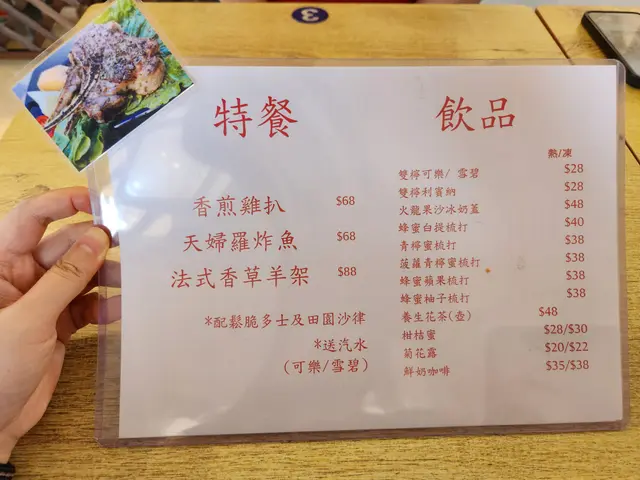 3
特餐
香煎雞扒 $68
天婦羅炸魚 $68
法式香草羊架 $88
*配鬆脆多士及田園沙律
*送汽水
(可樂/雪碧)
飲品
熱/凍
雙檸可樂/ 雪碧 $28
雙檸利賓納 $28
火龍果沙冰奶蓋 $48
蜂蜜白提梳打 $40
青檸蜜梳打 $38
菠蘿青檸蜜梳打 $38
蜂蜜蘋果梳打 $38
蜂蜜柚子梳打 $38
養生花茶(壺) $48
柑桔蜜 $28/$30
菊花露 $20/$22
鮮奶咖啡 $35/$38